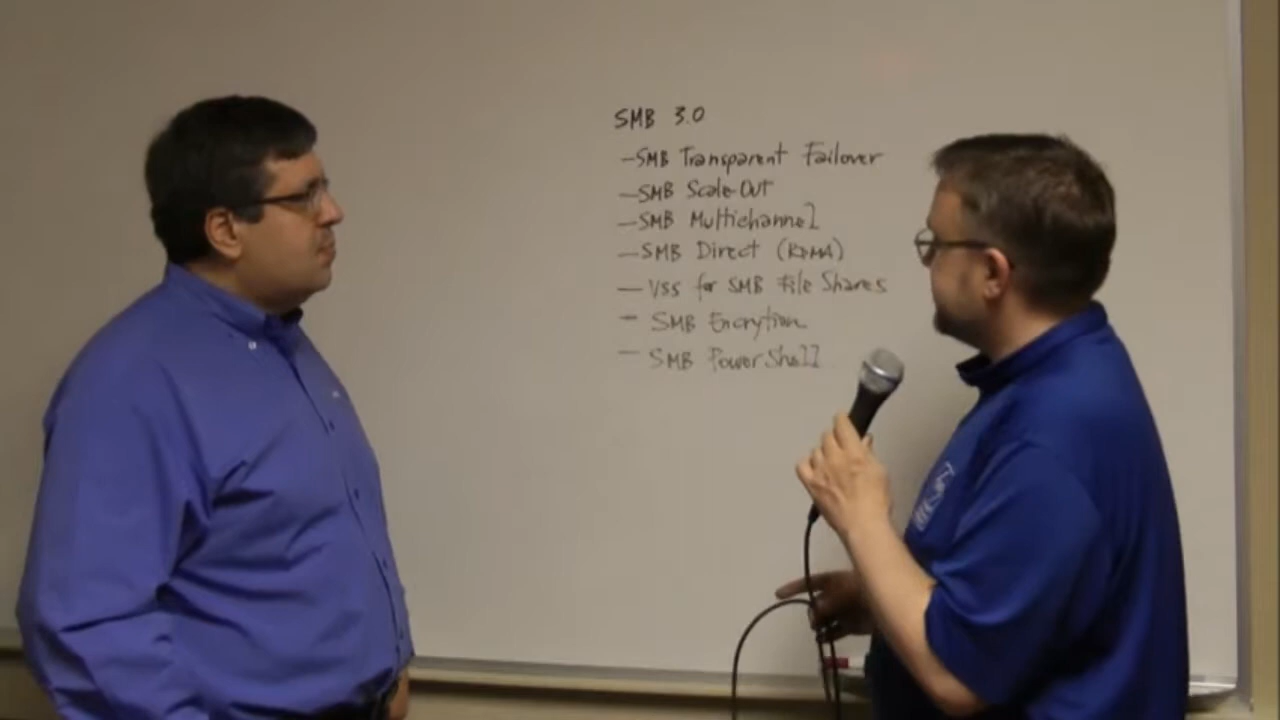 SMB 3.0
-SMB Transparent Failover
-SMB Scale-Out
-SMB Multichannel
-SMB Direct (RDMA)
- VSS for SMB File Shares
- SMB Encrytion
- SMB PowerShell